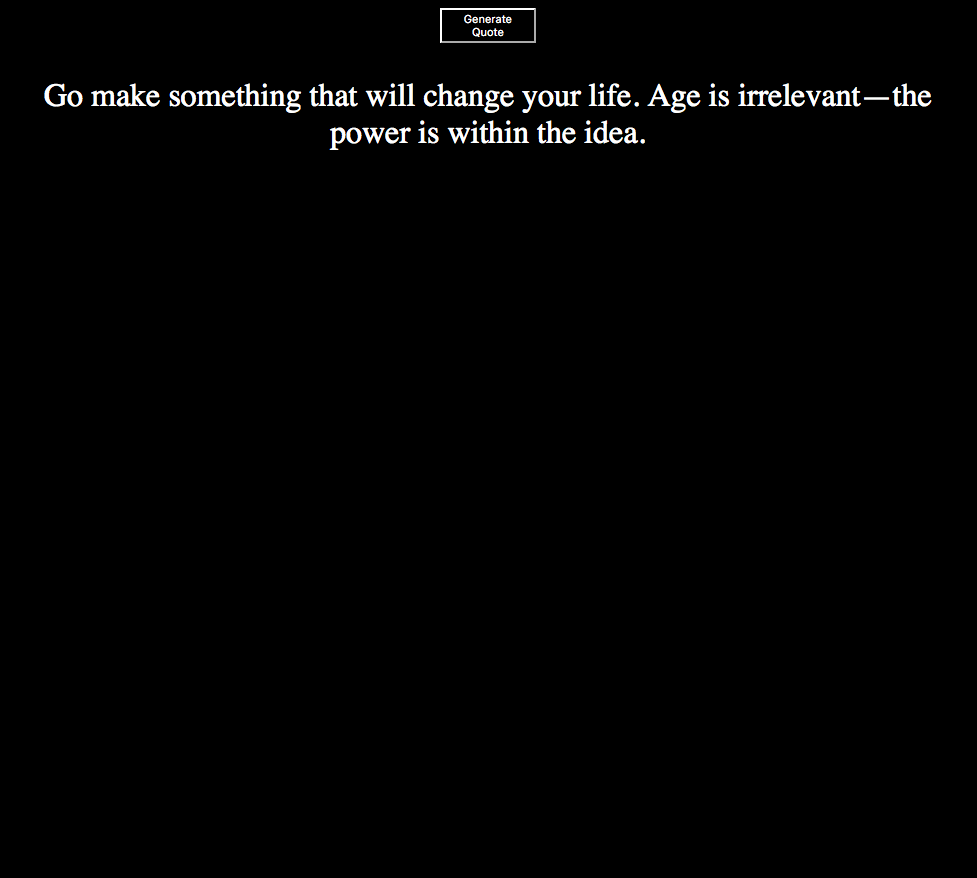 Generate
Quote
Go make something that will change your life. Age is irrelevant—the
power is within the idea.